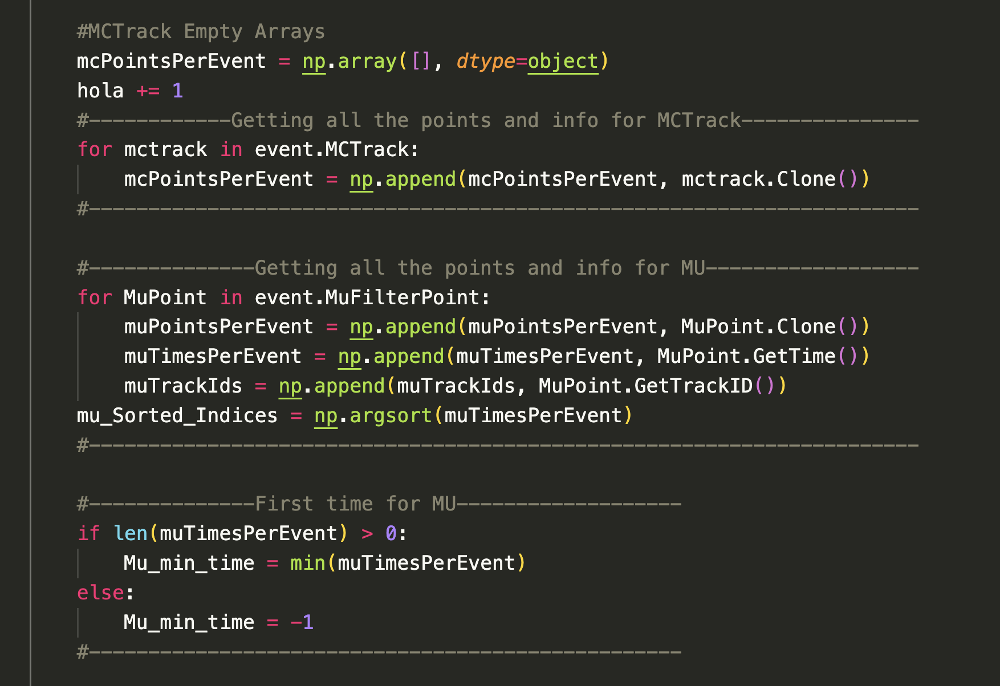 #MCTrack Empty Arrays
mcPointsPerEvent = np.array([], dtype=object)
hola += 1
#------------Getting all the points and info for MCTrack---------------
for mctrack in event.MCTrack:
    mcPointsPerEvent = np.append(mcPointsPerEvent, mctrack.Clone())
#----------------------------------------------------------------------
#--------------Getting all the points and info for MU------------------
for MuPoint in event.MuFilterPoint:
    muPointsPerEvent = np.append(muPointsPerEvent, MuPoint.Clone())
    muTimesPerEvent = np.append(muTimesPerEvent, MuPoint.GetTime())
    muTrackIds = np.append(muTrackIds, MuPoint.GetTrackID())
mu_Sorted_Indices = np.argsort(muTimesPerEvent)
#----------------------------------------------------------------------
#--------------First time for MU-------------------
if len(muTimesPerEvent) > 0:
    Mu_min_time = min(muTimesPerEvent)
else:
    Mu_min_time = -1
#--------------------------------------------------